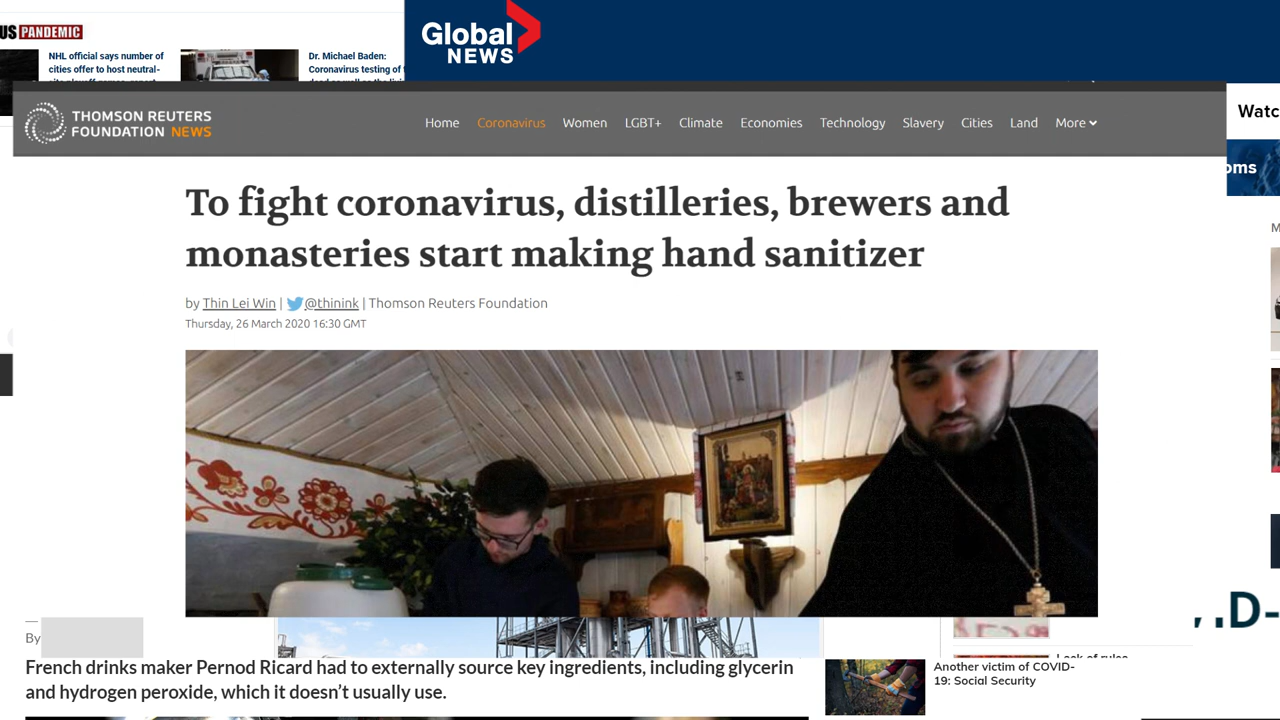 US PANDEMIC
NHL official says number of
cities offer to host neutral-
Dr. Michael Baden:
Coronavirus testing of
Global
NEWS
THOMSON REUTERS
FOUNDATION NEWS
Home Coronavirus Women LGBT+ Climate Economies Technology Slavery Cities Land More
Watc
oms
To fight coronavirus, distilleries, brewers and
monasteries start making hand sanitizer
by Thin Lei Win | @thinink | Thomson Reuters Foundation
Thursday, 26 March 2020 16:30 GMT
M
D-
By
French drinks maker Pernod Ricard had to externally source key ingredients, including glycerin
and hydrogen peroxide, which it doesn't usually use.
Another victim of COVID-
19: Social Security